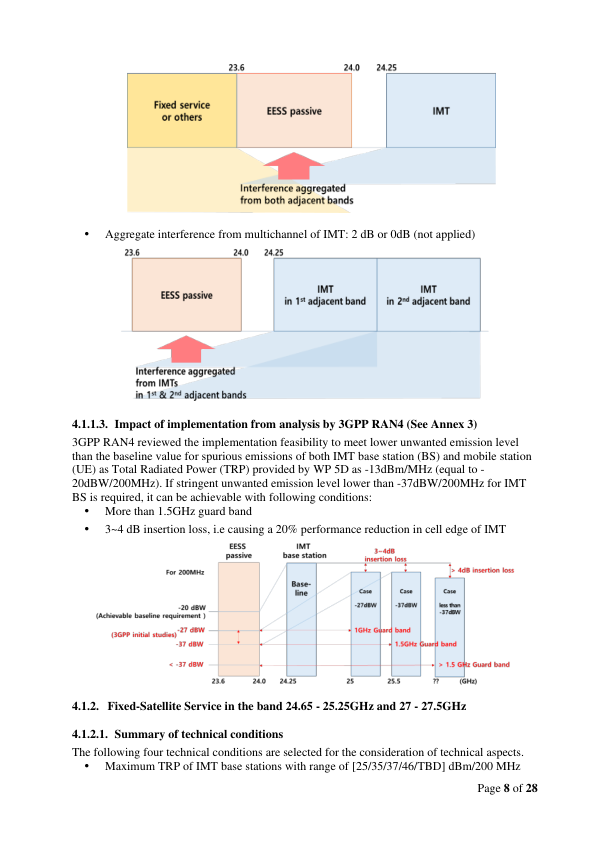 23.6 24.0 24.25
Fixed service
or others
EESS passive
IMT
Interference aggregated
from both adjacent bands
• Aggregate interference from multichannel of IMT: 2 dB or 0dB (not applied)
23.6 24.0 24.25
EESS passive
IMT
in 1st adjacent band
IMT
in 2nd adjacent band
Interference aggregated
from IMTs
in 1st & 2nd adjacent bands
4.1.1.3. Impact of implementation from analysis by 3GPP RAN4 (See Annex 3)
3GPP RAN4 reviewed the implementation feasibility to meet lower unwanted emission level
than the baseline value for spurious emissions of both IMT base station (BS) and mobile station
(UE) as Total Radiated Power (TRP) provided by WP 5D as -13dBm/MHz (equal to -
20dBW/200MHz). If stringent unwanted emission level lower than -37dBW/200MHz for IMT
BS is required, it can be achievable with following conditions:
• More than 1.5GHz guard band
• 3~4 dB insertion loss, i.e causing a 20% performance reduction in cell edge of IMT
EESS
passive
IMT
base station
3~4dB
insertion loss
> 4dB insertion loss
For 200MHz
Base-
line
Case
-27dBW
Case
-37dBW
Case
less than
-37dBW
-20 dBW
(Achievable baseline requirement )
(3GPP initial studies)
-27 dBW
1GHz Guard band
-37 dBW
1.5GHz Guard band
< -37 dBW
> 1.5 GHz Guard band
23.6 24.0 24.25 25 25.5 ?? (GHz)
4.1.2. Fixed-Satellite Service in the band 24.65 - 25.25GHz and 27 - 27.5GHz
4.1.2.1. Summary of technical conditions
The following four technical conditions are selected for the consideration of technical aspects.
• Maximum TRP of IMT base stations with range of [25/35/37/46/TBD] dBm/200 MHz
Page 8 of 28